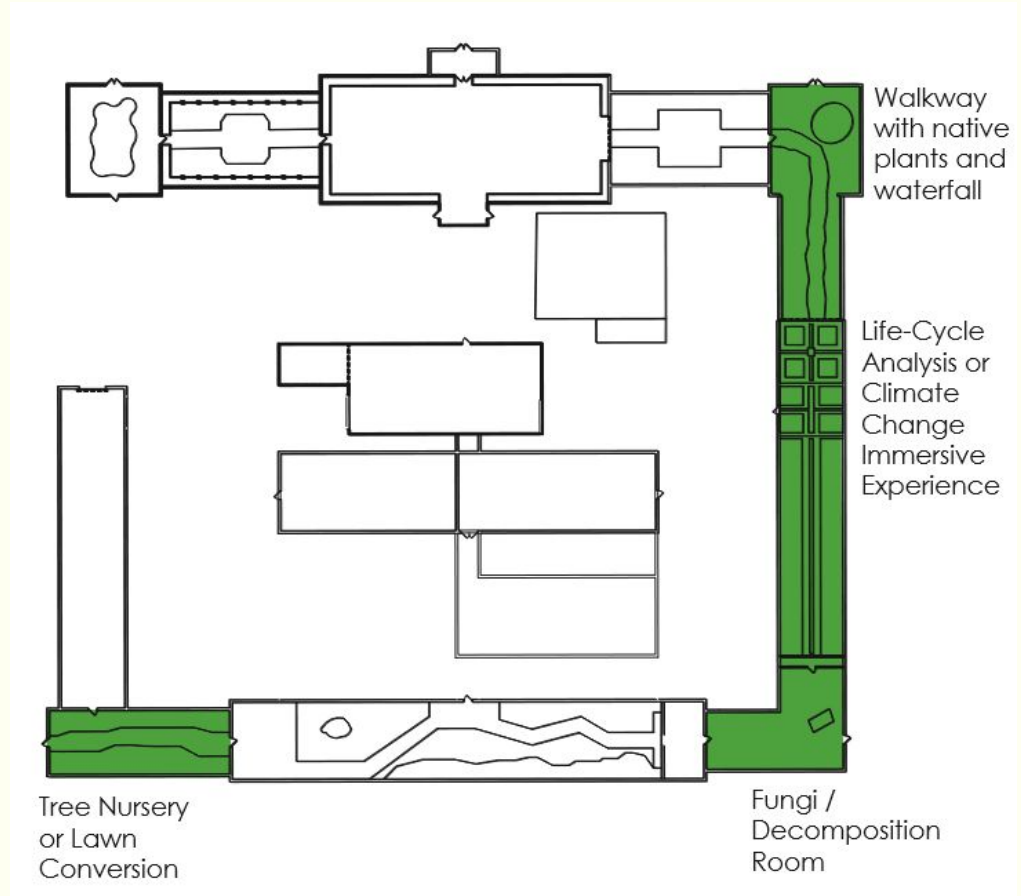 Walkway
with native
plants and
waterfall
Life-Cycle
Analysis or
Climate
Change
Immersive
Experience
Tree Nursery
or Lawn
Conversion
Fungi /
Decomposition
Room